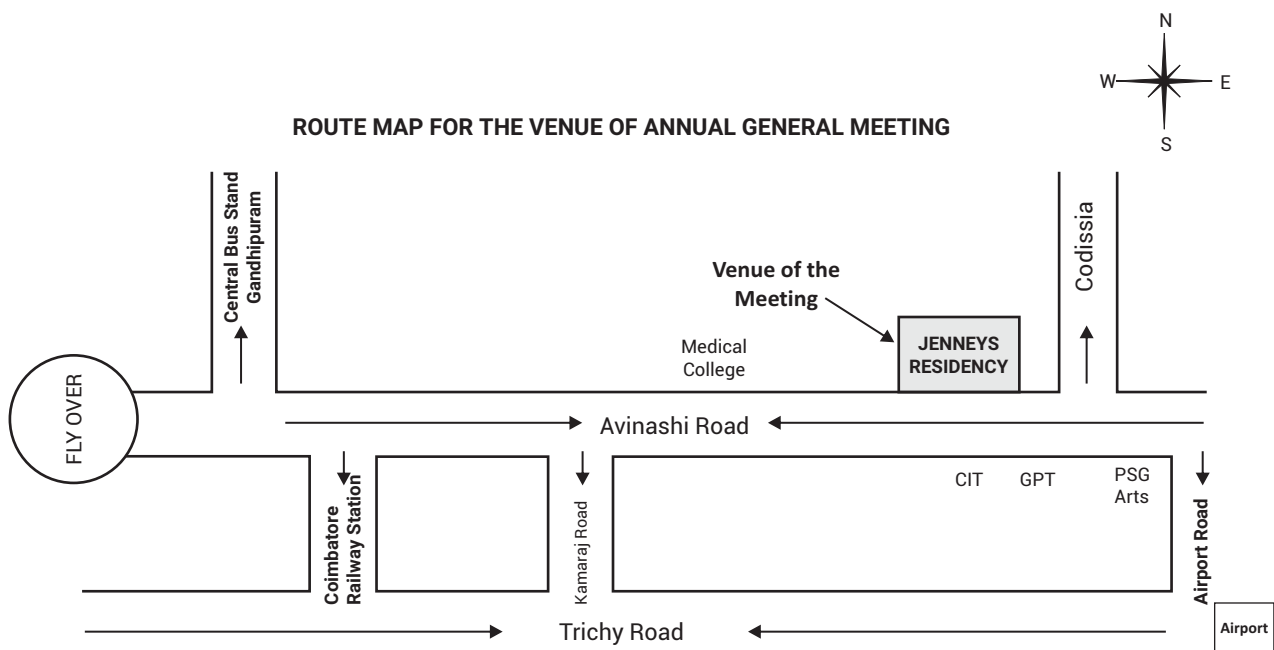 N
W
E
S
ROUTE MAP FOR THE VENUE OF ANNUAL GENERAL MEETING
Central Bus Stand
Gandhipuram
Codissia
Venue of the
Meeting
JENNEYS
RESIDENCY
Medical
College
FLY OVER
Avinashi Road
CIT
GPT
PSG
Arts
Coimbatore
Railway Station
Kamaraj Road
Airport Road
Trichy Road
Airport